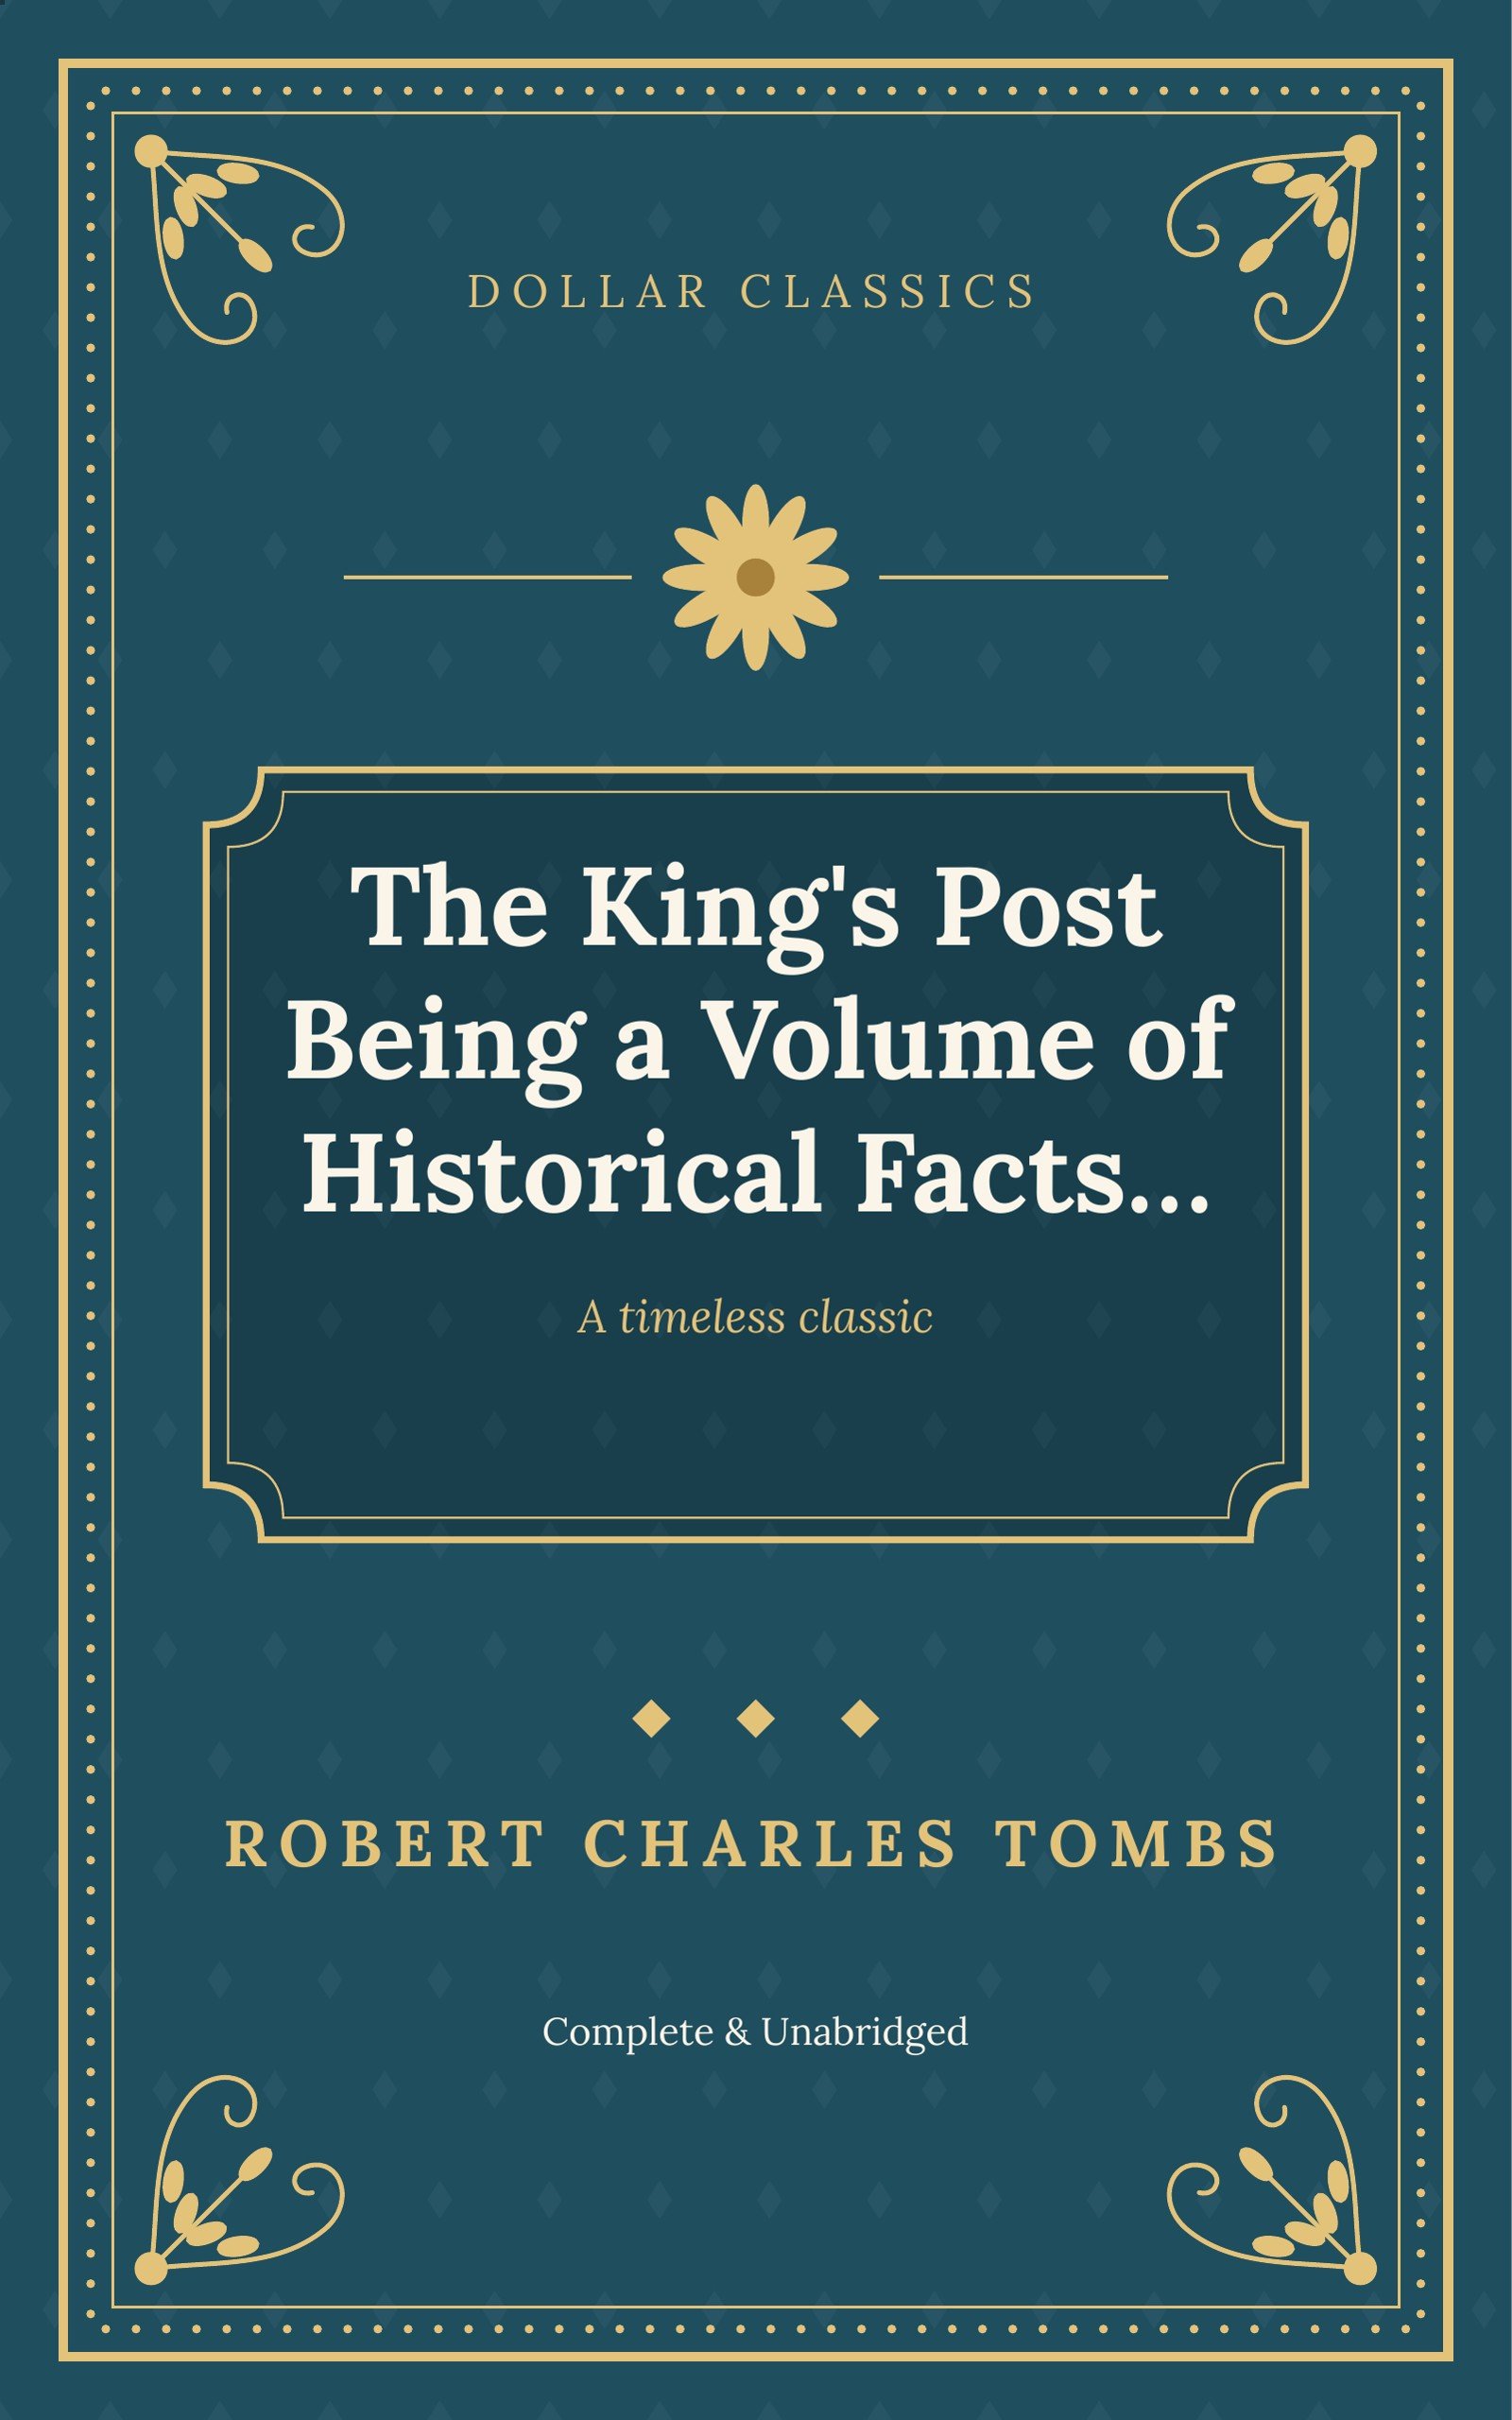 DOLLAR CLASSICS
The King's Post
Being a Volume of
Historical Facts...
A timeless classic
ROBERT CHARLES TOMBS
Complete & Unabridged